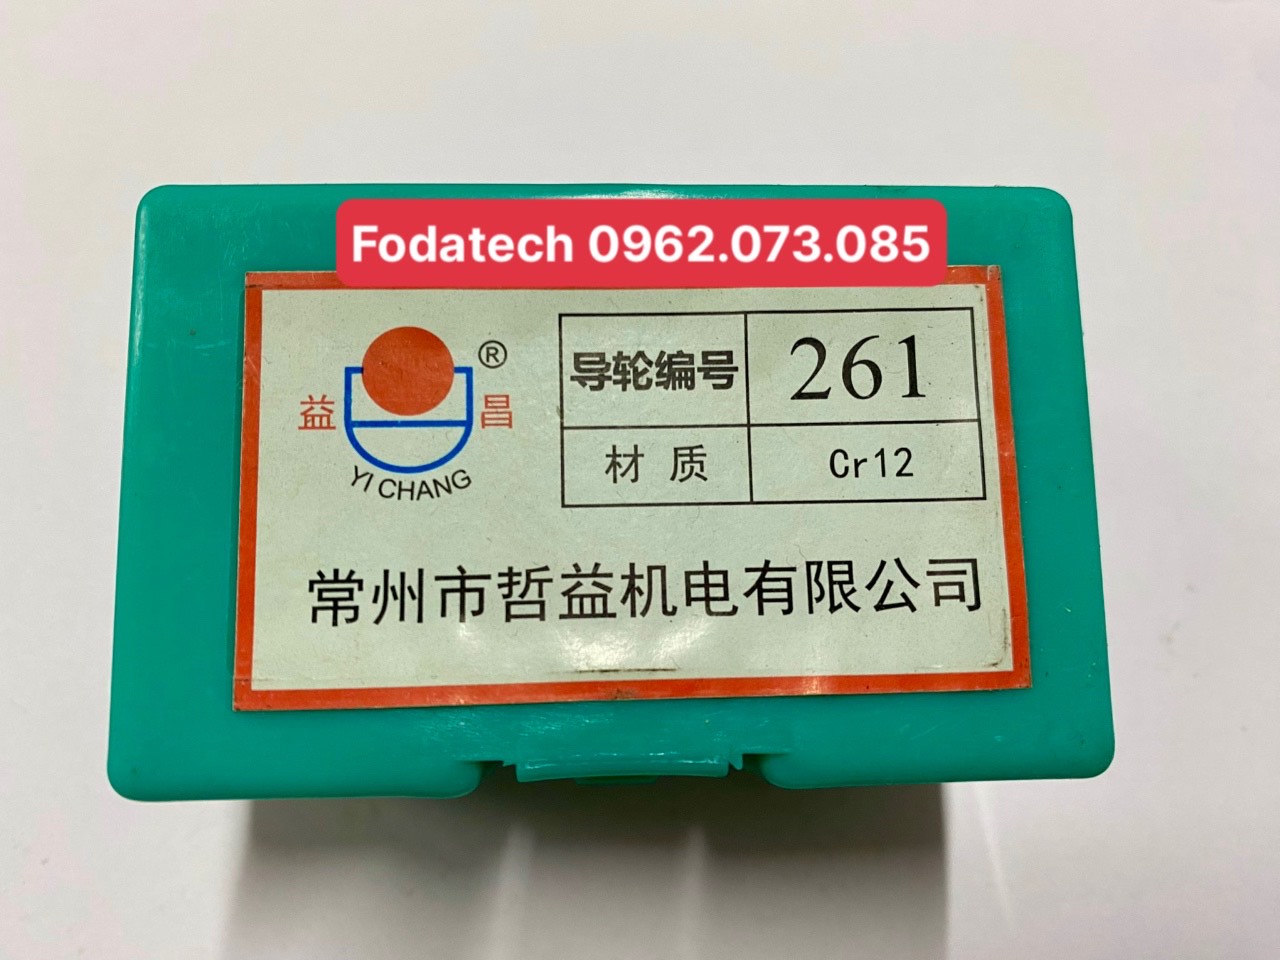 Fodatech 0962.073.085
益 昌 ®
YI CHANG
导轮编号 261
材质 Cr12
常州市哲益机电有限公司